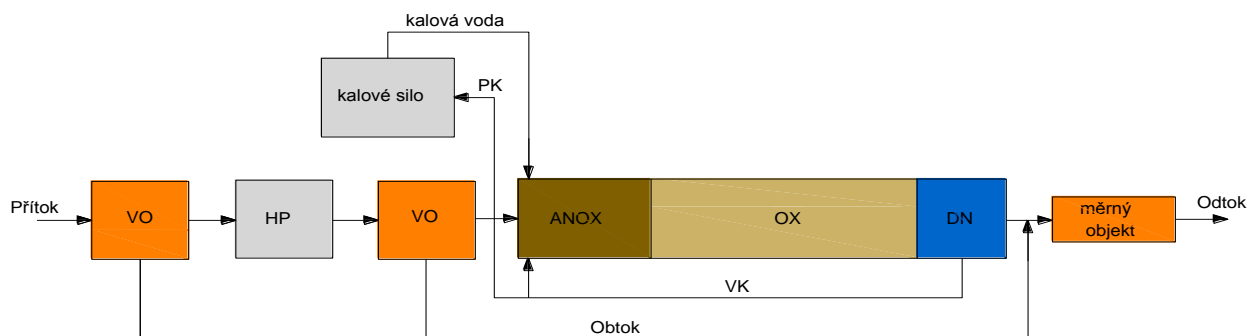 kalová voda
kalové silo
PK
Přítok
VO
HP
VO
ANOX
OX
DN
měrný
objekt
Odtok
VK
Obtok